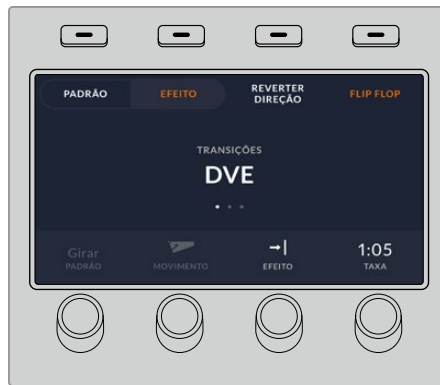 PADRÃO
EFEITO
REVERTER
DIREÇÃO
FLIP FLOP
TRANSIÇÕES
DVE
Girar
PADRÃO
MOVIMENTO
EFEITO
1:05
TAXA